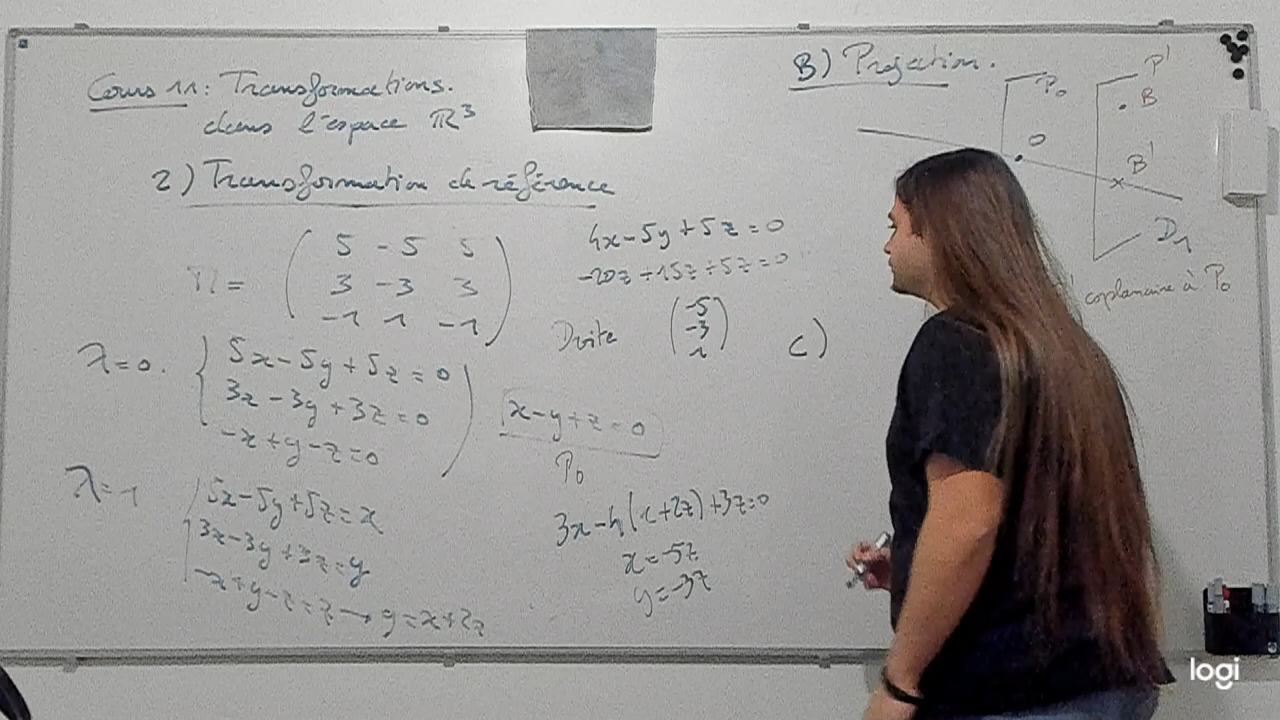 Cours 11: Transformations.
dans l'espace ℝ³
2) Transformation de référence
M = ( 5 -5 5
3 -3 3
-1 1 -1 )
λ=0. { 5x-5y+5z=0
3x-3y+3z=0
-x+y-z=0
x-y+z=0
P₀
λ=1 { 5x-5y+5z=x
3x-3y+3z=y
-x+y-z=z → y=x+2z
4x-5y+5z=0
-20z+15z+5z=0
Droite ( -5
-3
1 )
3x-4(x+2z)+3z=0
x=-5z
y=-3z
B) Projection.
P₀
P'
B
O
B'
D₁
coplanaire à P₀
C)
logi